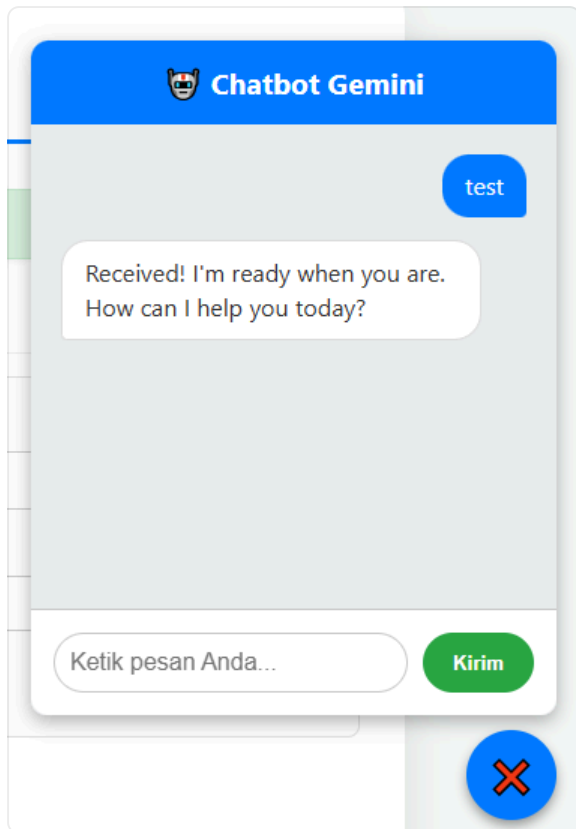 Chatbot Gemini
test
Received! I'm ready when you are.
How can I help you today?
Ketik pesan Anda...
Kirim